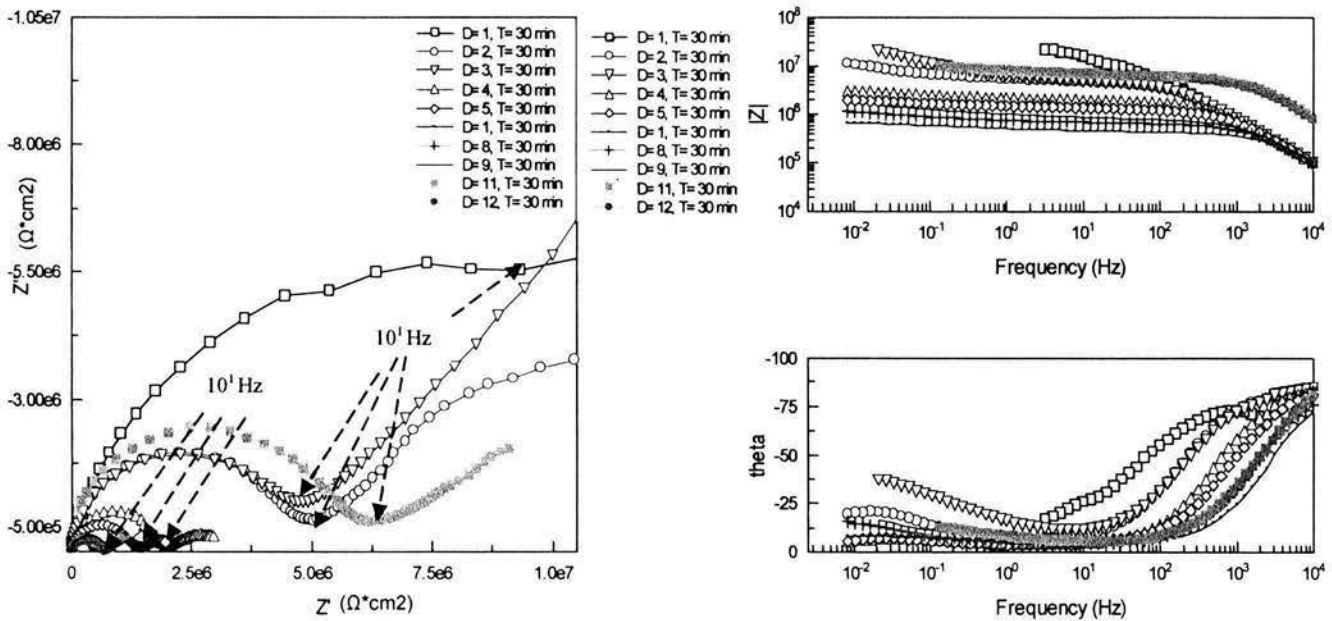 -1.05e7
-8.00e6
-5.50e6
-3.00e6
-5.00e5
Z'' (Ω*cm2)
D= 1, T= 30 min
D= 2, T= 30 min
D= 3, T= 30 min
D= 4, T= 30 min
D= 5, T= 30 min
D= 1, T= 30 min
D= 8, T= 30 min
D= 9, T= 30 min
D= 11, T= 30 min
D= 12, T= 30 min
10¹ Hz
10¹ Hz
0
2.5e6
5.0e6
7.5e6
1.0e7
Z' (Ω*cm2)
D= 1, T= 30 min
D= 2, T= 30 min
D= 3, T= 30 min
D= 4, T= 30 min
D= 5, T= 30 min
D= 1, T= 30 min
D= 8, T= 30 min
D= 9, T= 30 min
D= 11, T= 30 min
D= 12, T= 30 min
|Z|
10⁸
10⁷
10⁶
10⁵
10⁴
10⁻²
10⁻¹
10⁰
10¹
10²
10³
10⁴
Frequency (Hz)
theta
-100
-75
-50
-25
0
10⁻²
10⁻¹
10⁰
10¹
10²
10³
10⁴
Frequency (Hz)